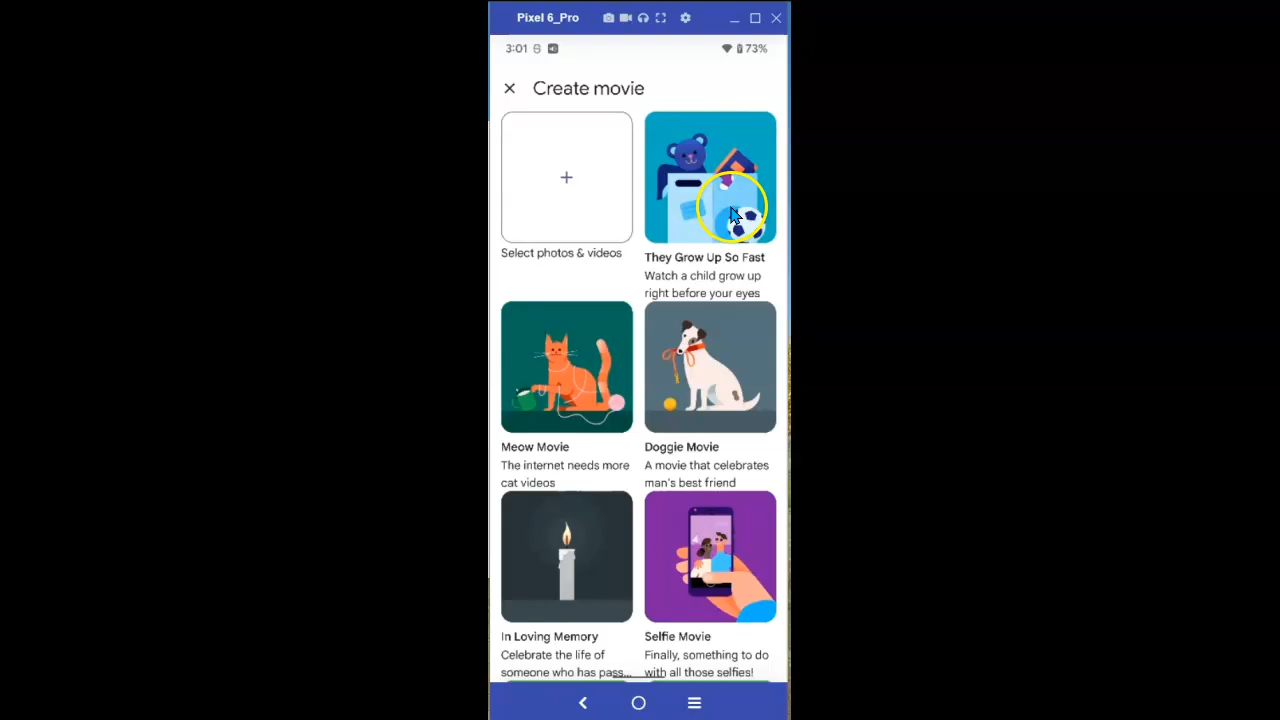 Pixel 6_Pro
3:01
73%
Create movie
Select photos & videos
They Grow Up So Fast
Watch a child grow up
right before your eyes
Meow Movie
The internet needs more
cat videos
Doggie Movie
A movie that celebrates
man's best friend
In Loving Memory
Celebrate the life of
someone who has pass...
Selfie Movie
Finally, something to do
with all those selfies!